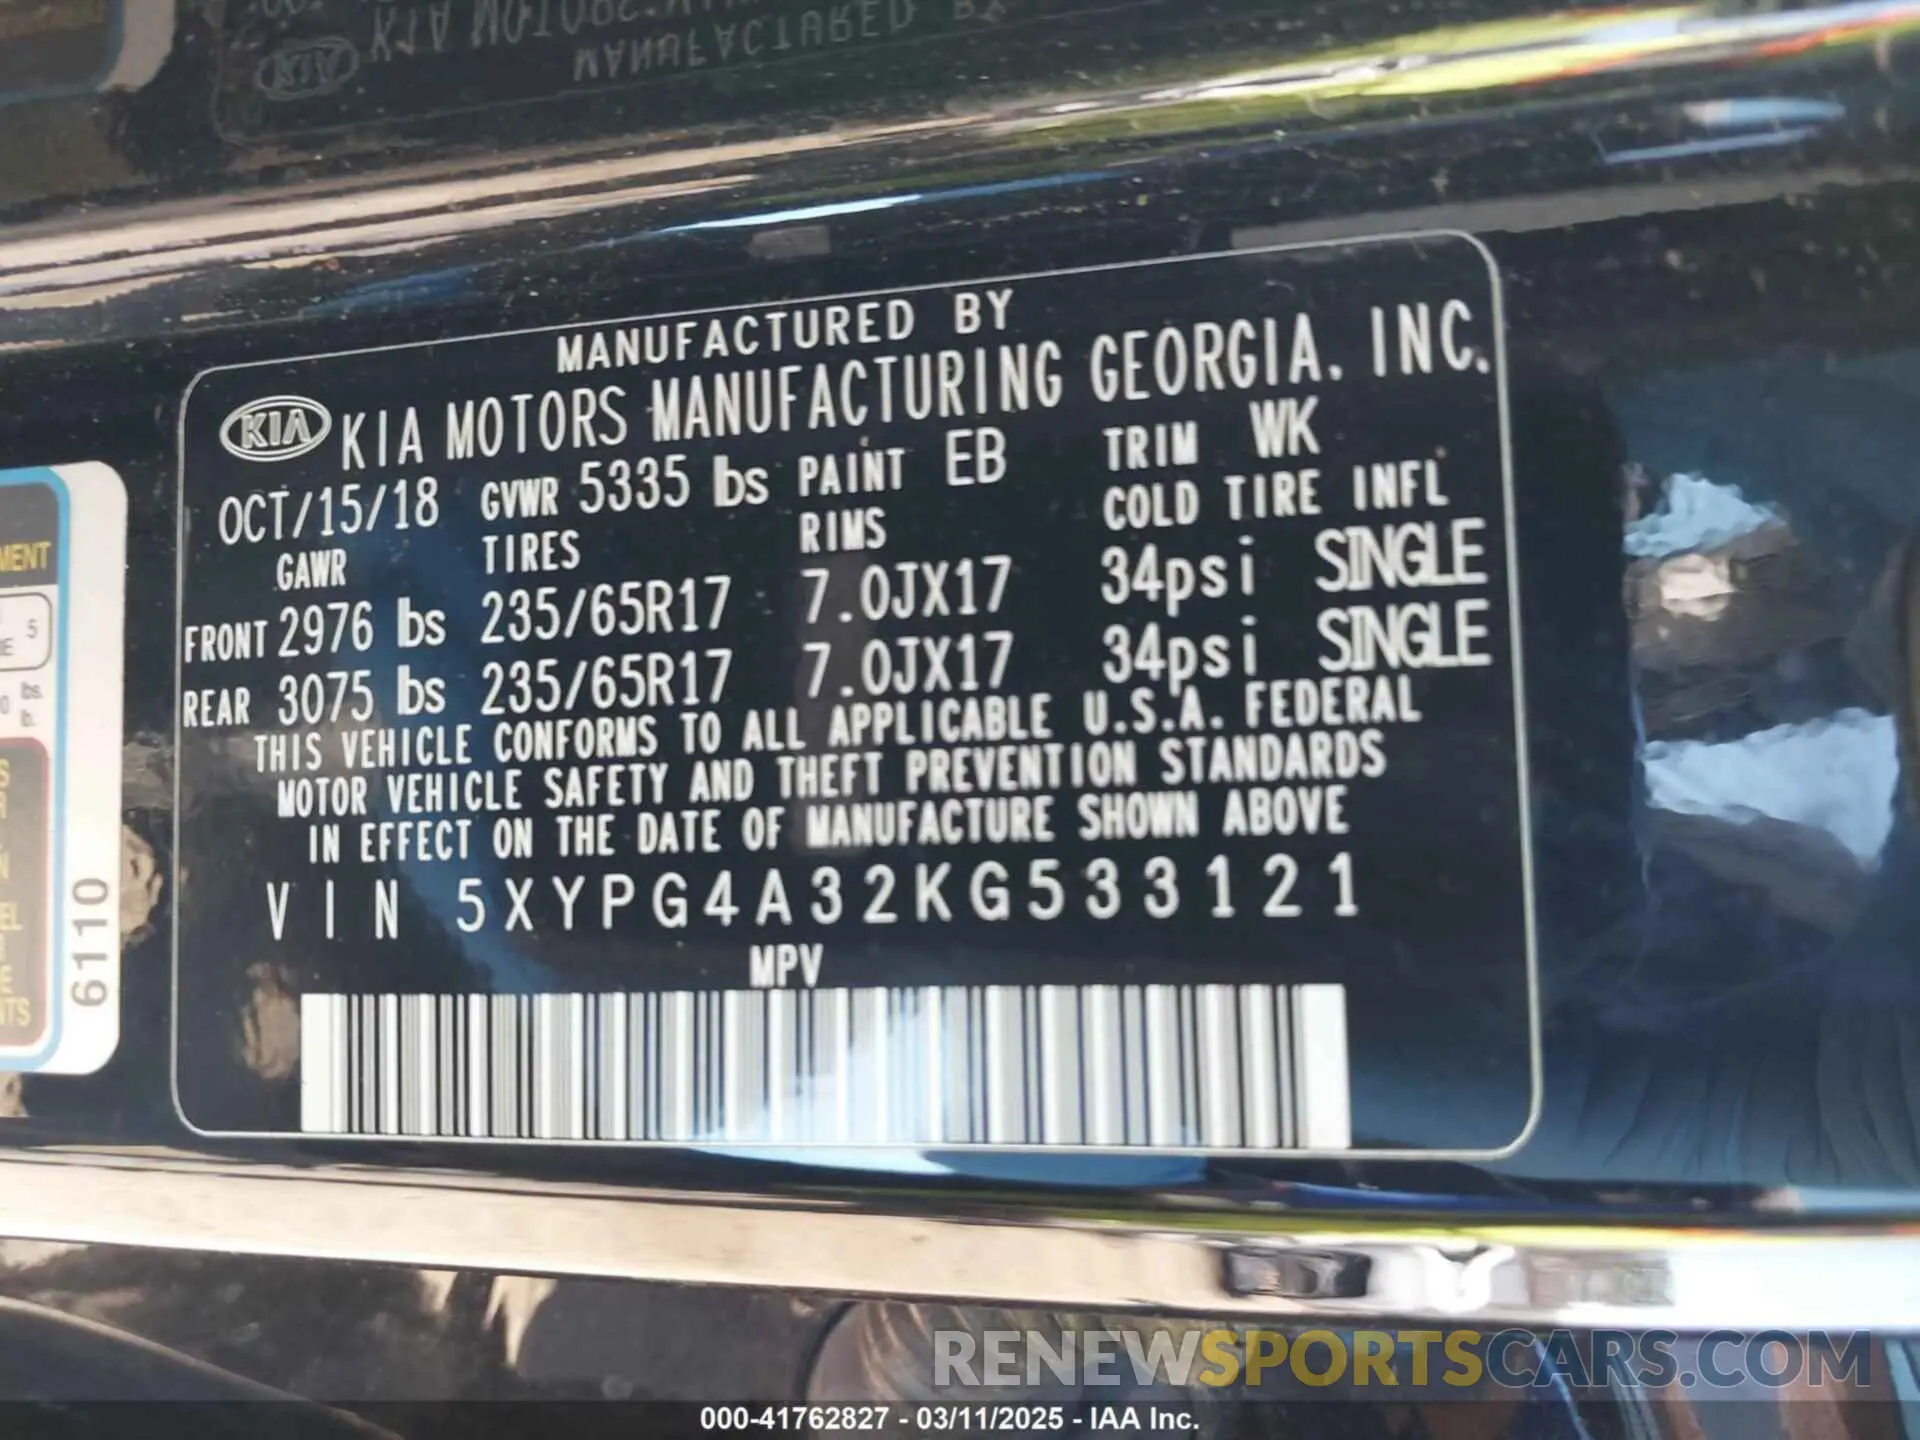 MANUFACTURED BY
KIA KIA MOTORS MANUFACTURING GEORGIA. INC.
OCT/15/18 GVWR 5335 lbs PAINT EB TRIM WK
GAWR TIRES RIMS COLD TIRE INFL
FRONT 2976 lbs 235/65R17 7.0JX17 34psi SINGLE
REAR 3075 lbs 235/65R17 7.0JX17 34psi SINGLE
THIS VEHICLE CONFORMS TO ALL APPLICABLE U.S.A. FEDERAL
MOTOR VEHICLE SAFETY AND THEFT PREVENTION STANDARDS
IN EFFECT ON THE DATE OF MANUFACTURE SHOWN ABOVE
VIN 5XYPG4A32KG533121
MPV
6110
5
lbs.
RENEWSPORTSCARS.COM
000-41762827 - 03/11/2025 - IAA Inc.